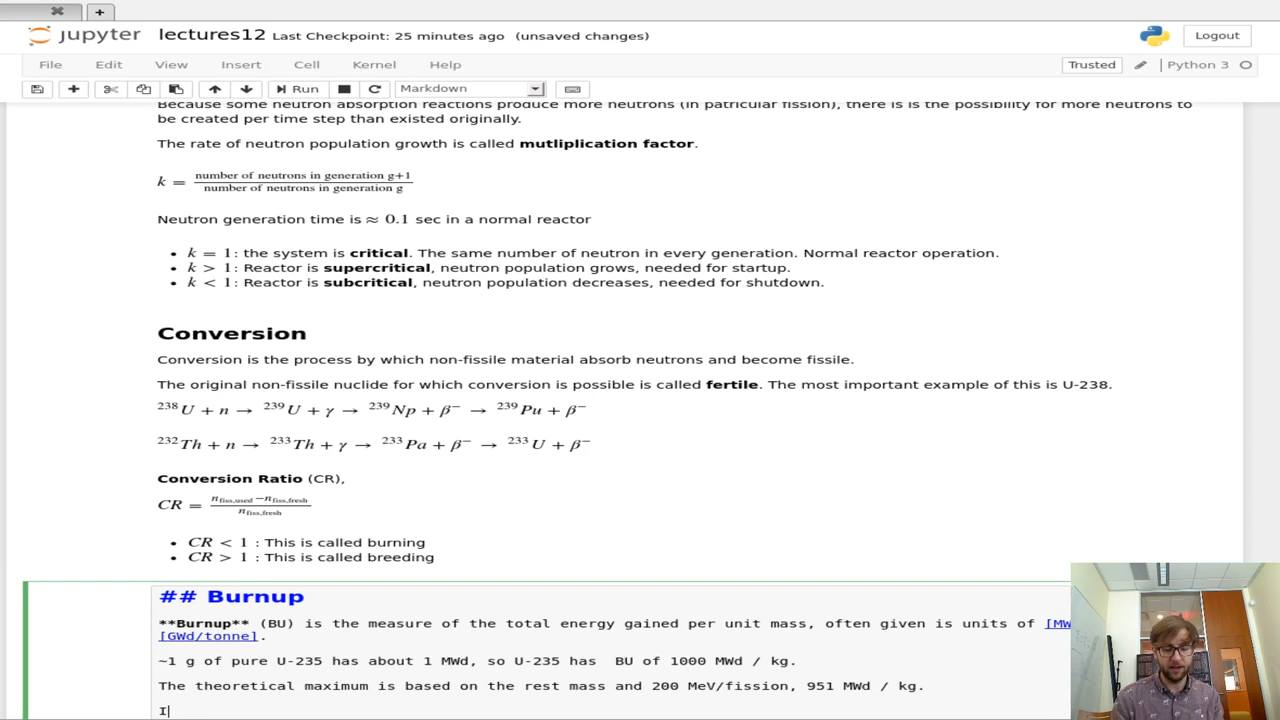 jupyter lectures12 Last Checkpoint: 25 minutes ago (unsaved changes) Logout
File Edit View Insert Cell Kernel Help Trusted Python 3
Run Markdown
Because some neutron absorption reactions produce more neutrons (in patricular fission), there is is the possibility for more neutrons to
be created per time step than existed originally.
The rate of neutron population growth is called mutliplication factor.
k = number of neutrons in generation g+1 / number of neutrons in generation g
Neutron generation time is ≈ 0.1 sec in a normal reactor
• k = 1: the system is critical. The same number of neutron in every generation. Normal reactor operation.
• k > 1: Reactor is supercritical, neutron population grows, needed for startup.
• k < 1: Reactor is subcritical, neutron population decreases, needed for shutdown.
Conversion
Conversion is the process by which non-fissile material absorb neutrons and become fissile.
The original non-fissile nuclide for which conversion is possible is called fertile. The most important example of this is U-238.
²³⁸U + n → ²³⁹U + γ → ²³⁹Np + β⁻ → ²³⁹Pu + β⁻
²³²Th + n → ²³³Th + γ → ²³³Pa + β⁻ → ²³³U + β⁻
Conversion Ratio (CR),
CR = n_fiss,used − n_fiss,fresh / n_fiss,fresh
• CR < 1 : This is called burning
• CR > 1 : This is called breeding
## Burnup
**Burnup** (BU) is the measure of the total energy gained per unit mass, often given is units of [MW
[GWd/tonne].
~1 g of pure U-235 has about 1 MWd, so U-235 has BU of 1000 MWd / kg.
The theoretical maximum is based on the rest mass and 200 MeV/fission, 951 MWd / kg.
I